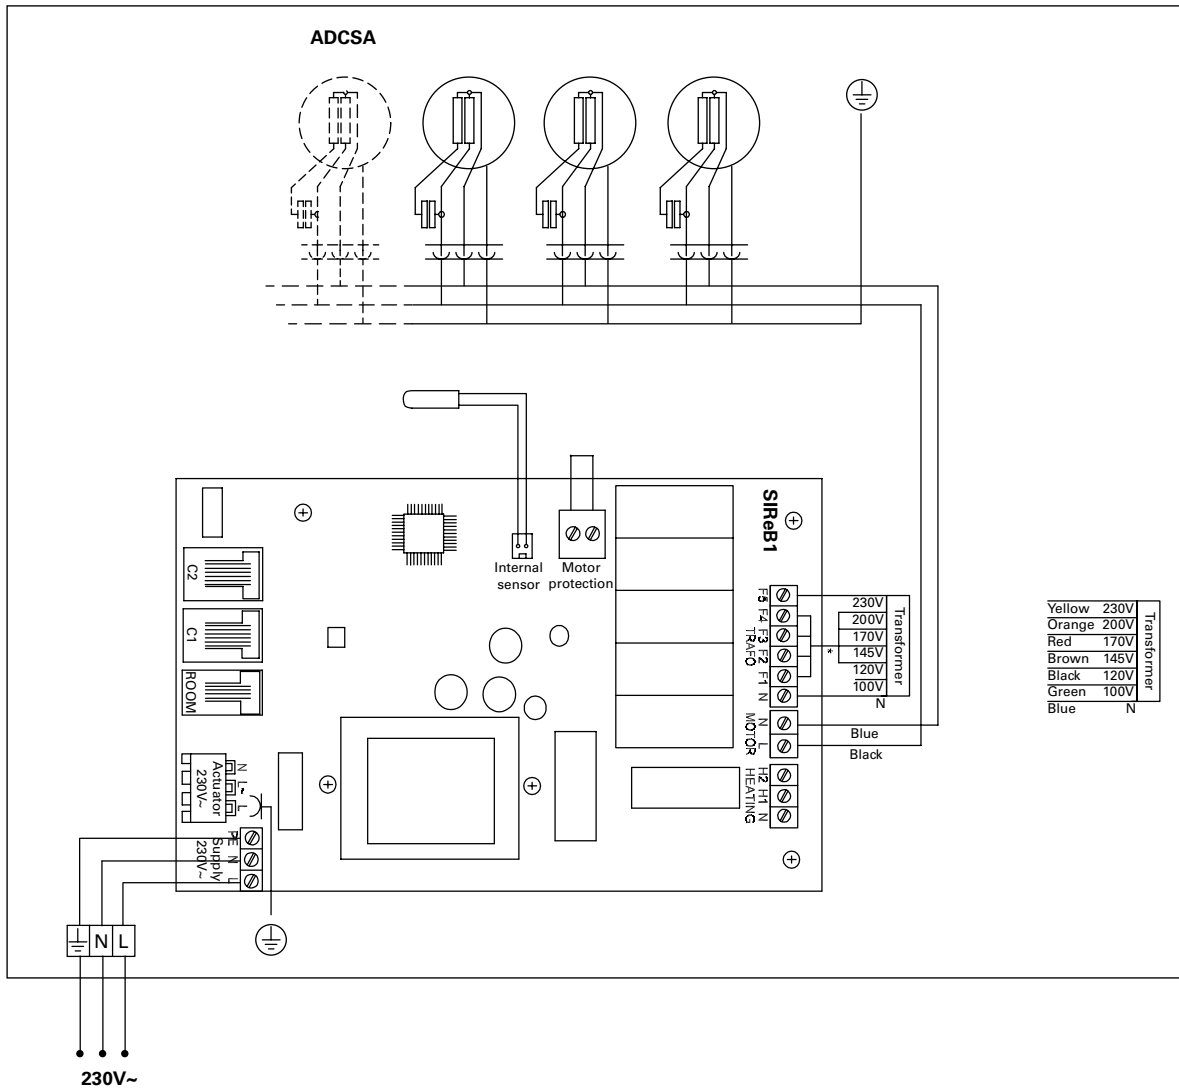 ADCSA
SIReB1
Internal
sensor
Motor
protection
C2
C1
ROOM
F5
F4
F3
F2
F1
N
TRAFO
230V
200V
170V
*
145V
120V
100V
N
Transformer
Yellow 230V
Orange 200V
Red 170V
Brown 145V
Black 120V
Green 100V
Blue N
Transformer
N
L
MOTOR
Blue
Black
H2
H1
N
HEATING
Actuator
230V~
N
L
Supply
230V~
PE
N
L
N L
230V~